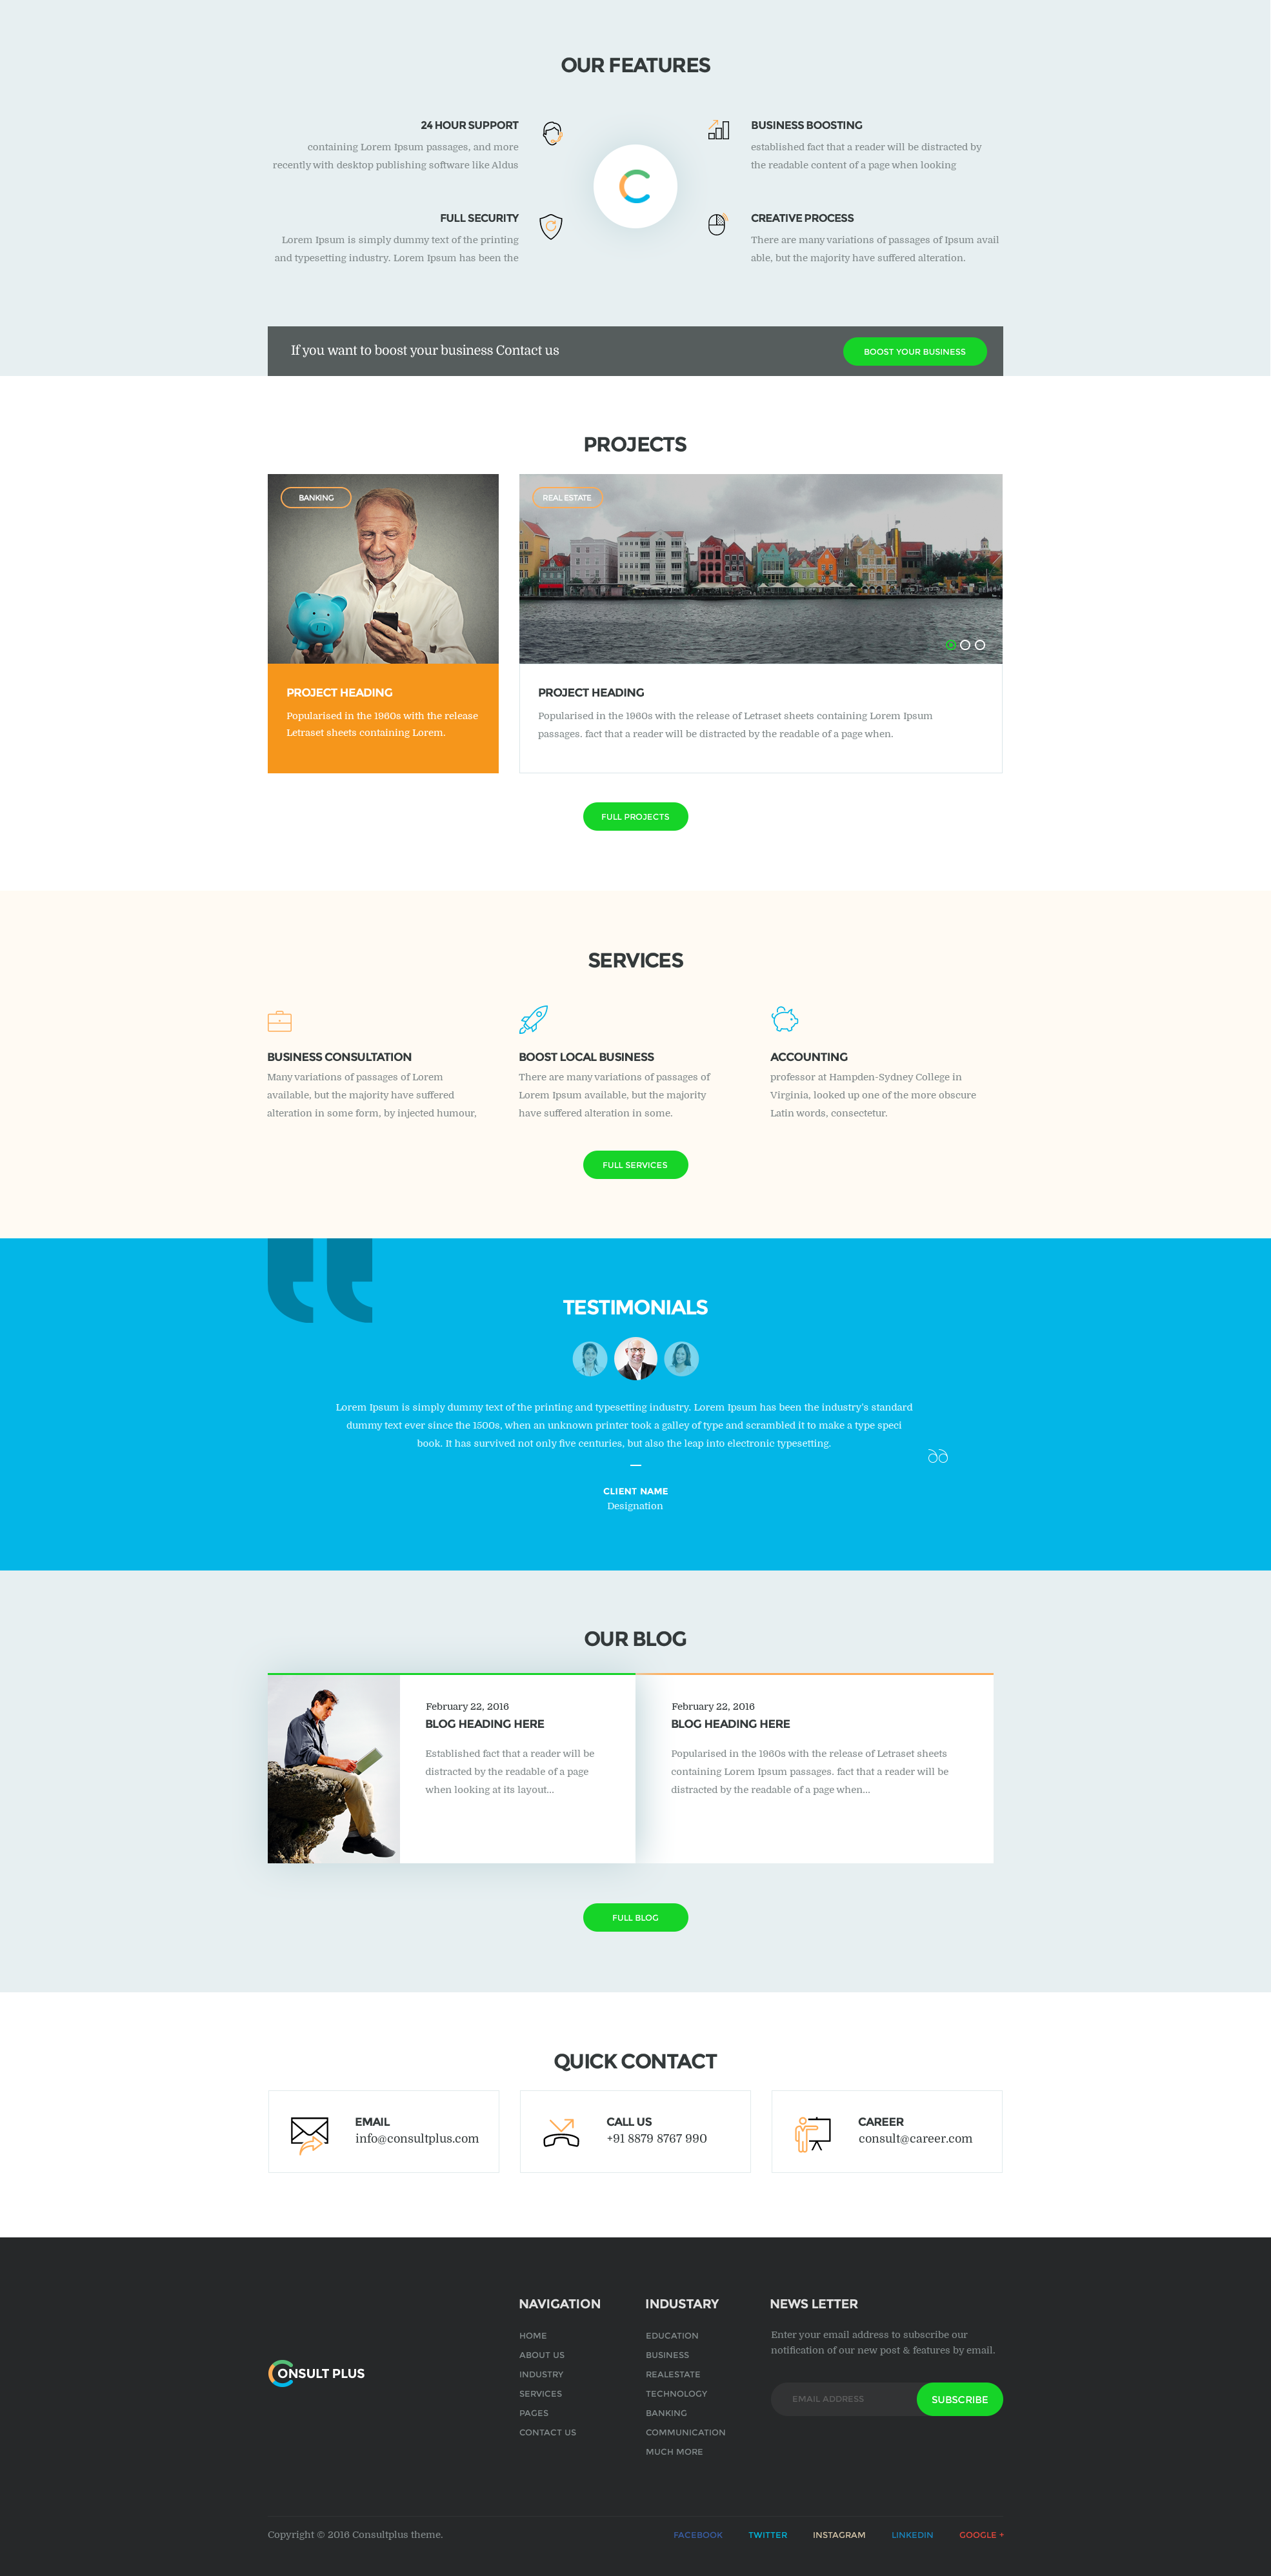 OUR FEATURES
24 HOUR SUPPORT
containing Lorem Ipsum passages, and more
recently with desktop publishing software like Aldus
BUSINESS BOOSTING
established fact that a reader will be distracted by
the readable content of a page when looking
FULL SECURITY
Lorem Ipsum is simply dummy text of the printing
and typesetting industry. Lorem Ipsum has been the
CREATIVE PROCESS
There are many variations of passages of Ipsum avail
able, but the majority have suffered alteration.
If you want to boost your business Contact us
BOOST YOUR BUSINESS
PROJECTS
BANKING
PROJECT HEADING
Popularised in the 1960s with the release
Letraset sheets containing Lorem.
REAL ESTATE
PROJECT HEADING
Popularised in the 1960s with the release of Letraset sheets containing Lorem Ipsum
passages. fact that a reader will be distracted by the readable of a page when.
FULL PROJECTS
SERVICES
BUSINESS CONSULTATION
Many variations of passages of Lorem
available, but the majority have suffered
alteration in some form, by injected humour,
BOOST LOCAL BUSINESS
There are many variations of passages of
Lorem Ipsum available, but the majority
have suffered alteration in some.
ACCOUNTING
professor at Hampden-Sydney College in
Virginia, looked up one of the more obscure
Latin words, consectetur.
FULL SERVICES
TESTIMONIALS
Lorem Ipsum is simply dummy text of the printing and typesetting industry. Lorem Ipsum has been the industry's standard
dummy text ever since the 1500s, when an unknown printer took a galley of type and scrambled it to make a type speci
book. It has survived not only five centuries, but also the leap into electronic typesetting.
CLIENT NAME
Designation
OUR BLOG
February 22, 2016
BLOG HEADING HERE
Established fact that a reader will be
distracted by the readable of a page
when looking at its layout...
February 22, 2016
BLOG HEADING HERE
Popularised in the 1960s with the release of Letraset sheets
containing Lorem Ipsum passages. fact that a reader will be
distracted by the readable of a page when...
FULL BLOG
QUICK CONTACT
EMAIL
info@consultplus.com
CALL US
+91 8879 8767 990
CAREER
consult@career.com
CONSULT PLUS
NAVIGATION
HOME
ABOUT US
INDUSTRY
SERVICES
PAGES
CONTACT US
INDUSTARY
EDUCATION
BUSINESS
REALESTATE
TECHNOLOGY
BANKING
COMMUNICATION
MUCH MORE
NEWS LETTER
Enter your email address to subscribe our
notification of our new post & features by email.
EMAIL ADDRESS
SUBSCRIBE
Copyright © 2016 Consultplus theme.
FACEBOOK
TWITTER
INSTAGRAM
LINKEDIN
GOOGLE +